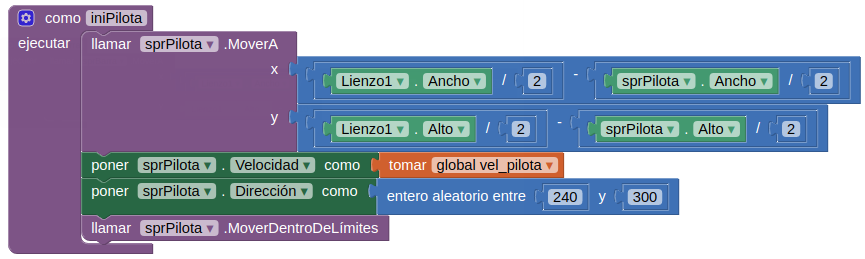 como iniPilota
ejecutar llamar sprPilota .MoverA
x Lienzo1 . Ancho / 2 - sprPilota . Ancho / 2
y Lienzo1 . Alto / 2 - sprPilota . Alto / 2
poner sprPilota . Velocidad como tomar global vel_pilota
poner sprPilota . Dirección como entero aleatorio entre 240 y 300
llamar sprPilota .MoverDentroDeLímites